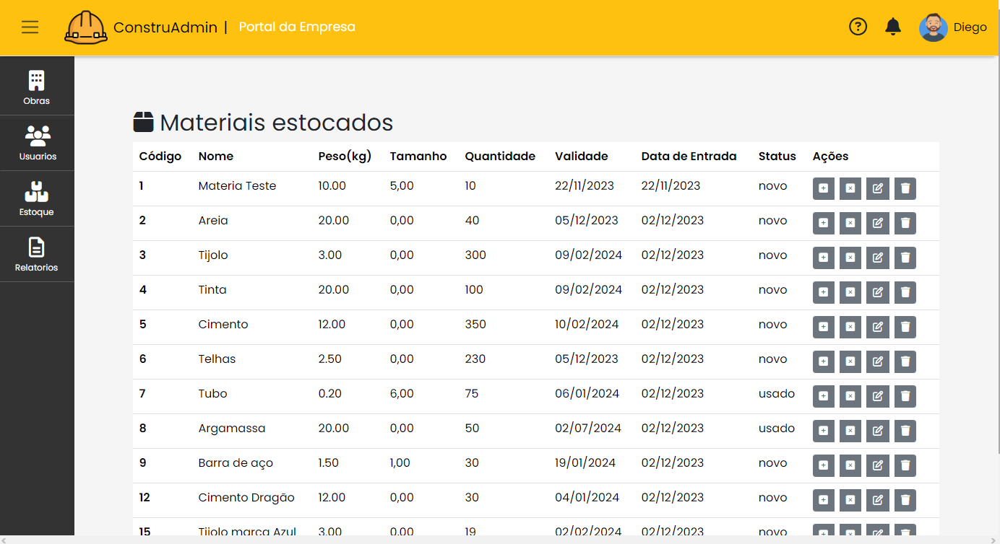 ConstruAdmin | Portal da Empresa
Diego
Obras
Usuarios
Estoque
Relatorios
Materiais estocados
Código Nome Peso(kg) Tamanho Quantidade Validade Data de Entrada Status Ações
1 Materia Teste 10.00 5,00 10 22/11/2023 22/11/2023 novo
2 Areia 20.00 0,00 40 05/12/2023 02/12/2023 novo
3 Tijolo 3.00 0,00 300 09/02/2024 02/12/2023 novo
4 Tinta 20.00 0,00 100 09/02/2024 02/12/2023 novo
5 Cimento 12.00 0,00 350 10/02/2024 02/12/2023 novo
6 Telhas 2.50 0,00 230 05/12/2023 02/12/2023 novo
7 Tubo 0.20 6,00 75 06/01/2024 02/12/2023 usado
8 Argamassa 20.00 0,00 50 02/07/2024 02/12/2023 usado
9 Barra de aço 1.50 1,00 30 19/01/2024 02/12/2023 novo
12 Cimento Dragão 12.00 0,00 30 04/01/2024 02/12/2023 novo
15 Tijolo marca Azul 3.00 0,00 19 02/02/2024 02/12/2023 novo